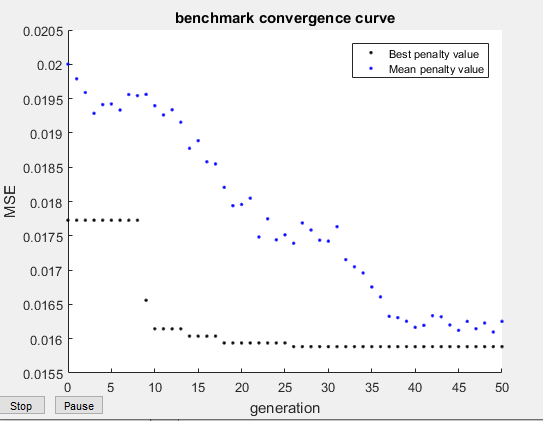 benchmark convergence curve
0.0205
0.02
0.0195
0.019
0.0185
0.018
0.0175
0.017
0.0165
0.016
0.0155
MSE
Best penalty value
Mean penalty value
0 5 10 15 20 25 30 35 40 45 50
generation
Stop Pause